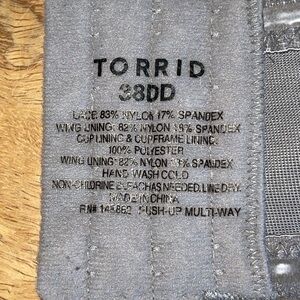 TORRID
38DD
LACE: 83% NYLON 17% SPANDEX
WING LINING: 82% NYLON 18% SPANDEX
CUP LINING & CUPFRAME LINING:
100% POLYESTER
WING LINING: 82% NYLON 18% SPANDEX
HAND WASH COLD
NON-CHLORINE BLEACH AS NEEDED. LINE DRY.
MADE IN CHINA
RN# PUSH-UP MULTI-WAY